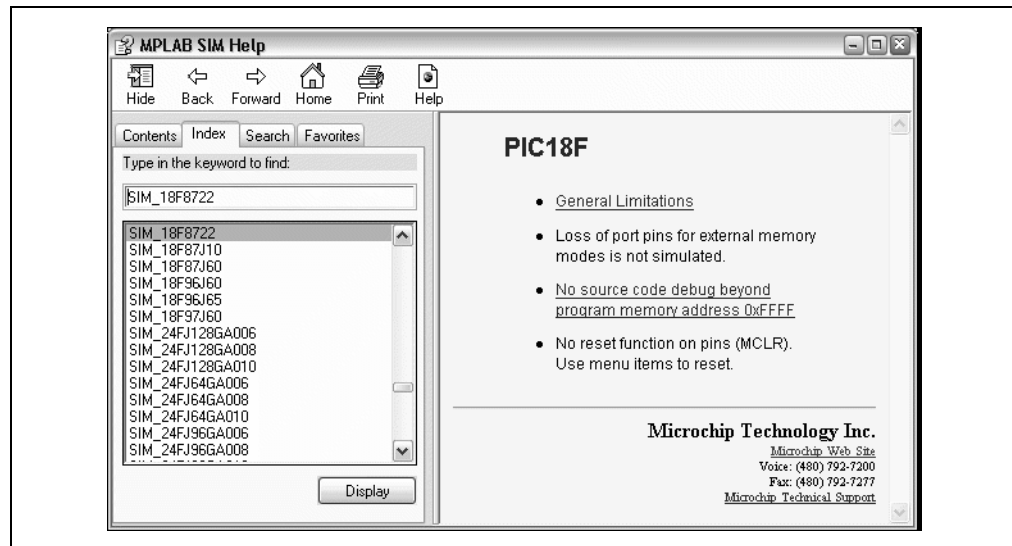 MPLAB SIM Help
Hide Back Forward Home Print Help
Contents Index Search Favorites
Type in the keyword to find:
SIM_18F8722
SIM_18F8722
SIM_18F87J10
SIM_18F87J60
SIM_18F96J60
SIM_18F96J65
SIM_18F97J60
SIM_24FJ128GA006
SIM_24FJ128GA008
SIM_24FJ128GA010
SIM_24FJ64GA006
SIM_24FJ64GA008
SIM_24FJ64GA010
SIM_24FJ96GA006
SIM_24FJ96GA008
Display
PIC18F
• General Limitations
• Loss of port pins for external memory
modes is not simulated.
• No source code debug beyond
program memory address 0xFFFF
• No reset function on pins (MCLR).
Use menu items to reset.
Microchip Technology Inc.
Microchip Web Site
Voice: (480) 792-7200
Fax: (480) 792-7277
Microchip Technical Support